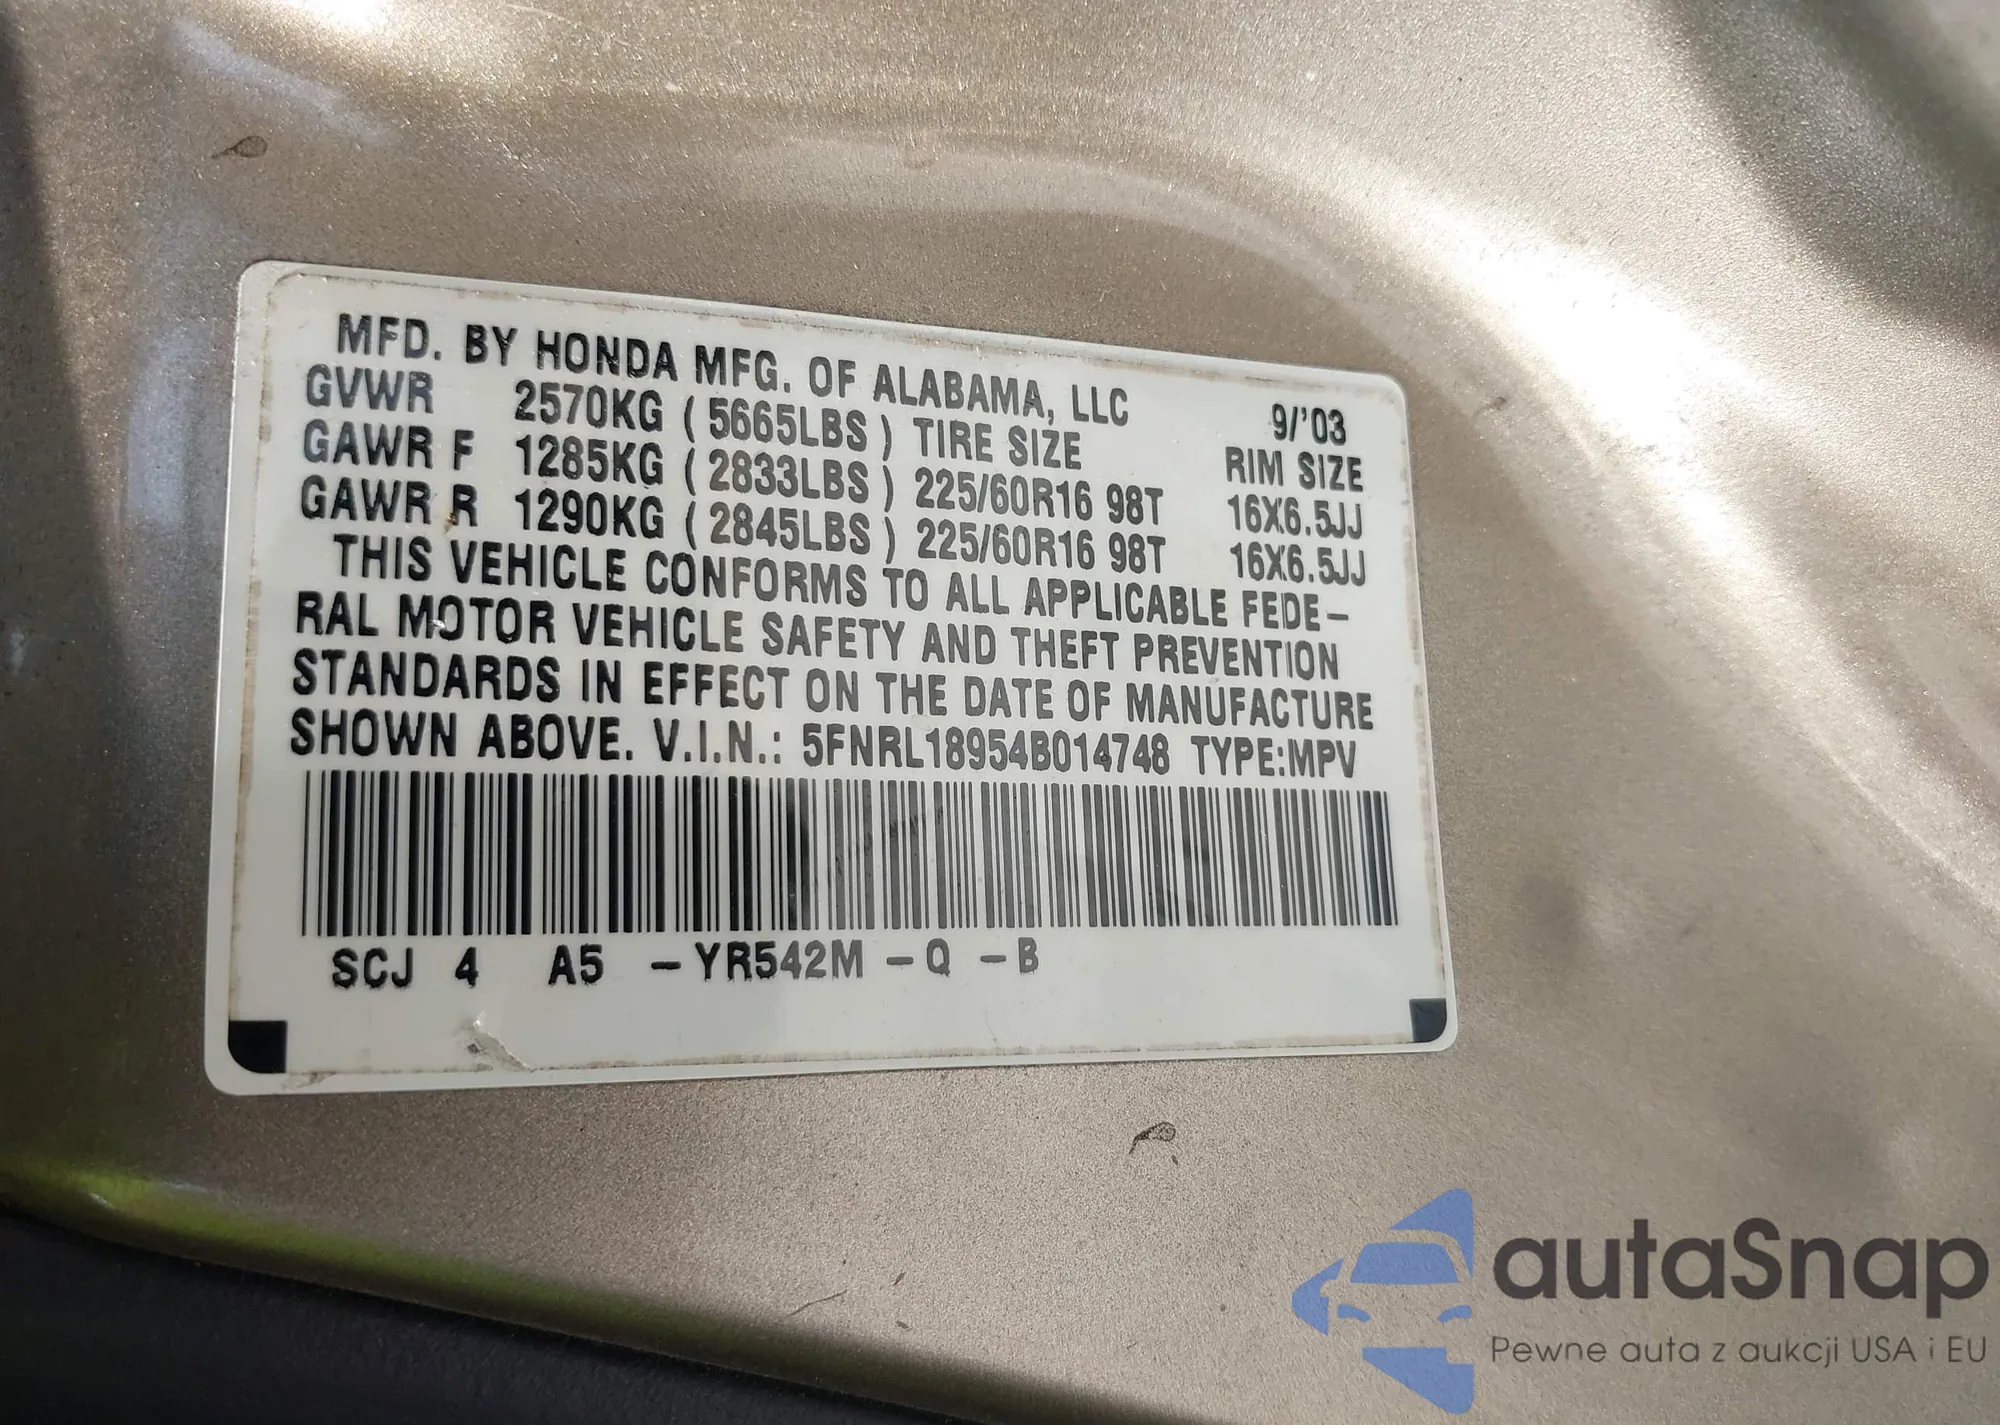 MFD. BY HONDA MFG. OF ALABAMA, LLC 9/'03
GVWR 2570KG ( 5665LBS ) TIRE SIZE RIM SIZE
GAWR F 1285KG ( 2833LBS ) 225/60R16 98T 16X6.5JJ
GAWR R 1290KG ( 2845LBS ) 225/60R16 98T 16X6.5JJ
THIS VEHICLE CONFORMS TO ALL APPLICABLE FEDE-
RAL MOTOR VEHICLE SAFETY AND THEFT PREVENTION
STANDARDS IN EFFECT ON THE DATE OF MANUFACTURE
SHOWN ABOVE. V.I.N.: 5FNRL18954B014748 TYPE:MPV
SCJ 4 A5 -YR542M -Q -B
autaSnap
Pewne auta z aukcji USA i EU